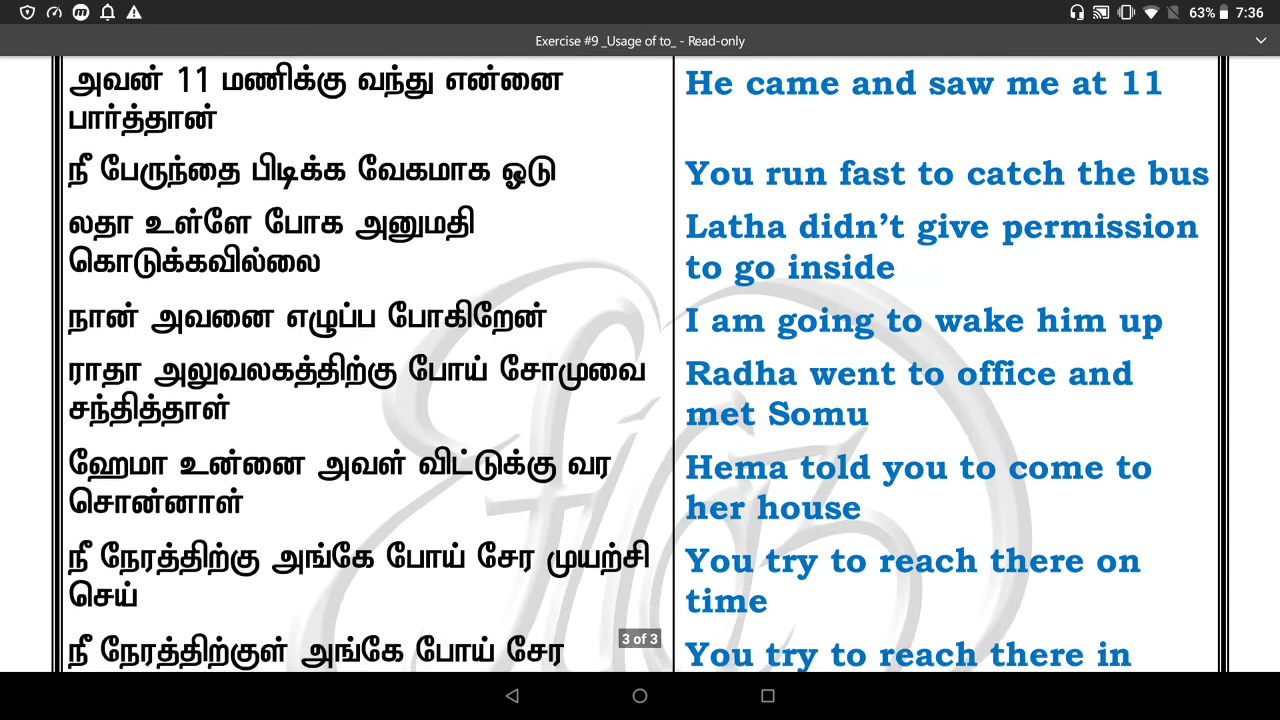 63% 7:36
Exercise #9 _Usage of to_ - Read-only
அவன் 11 மணிக்கு வந்து என்னை
பார்த்தான்
He came and saw me at 11
நீ பேருந்தை பிடிக்க வேகமாக ஓடு
You run fast to catch the bus
லதா உள்ளே போக அனுமதி
கொடுக்கவில்லை
Latha didn't give permission
to go inside
நான் அவனை எழுப்ப போகிறேன்
I am going to wake him up
ராதா அலுவலகத்திற்கு போய் சோமுவை
சந்தித்தாள்
Radha went to office and
met Somu
ஹேமா உன்னை அவள் விட்டுக்கு வர
சொன்னாள்
Hema told you to come to
her house
நீ நேரத்திற்கு அங்கே போய் சேர முயற்சி
செய்
You try to reach there on
time
நீ நேரத்திற்குள் அங்கே போய் சேர
You try to reach there in
3 of 3